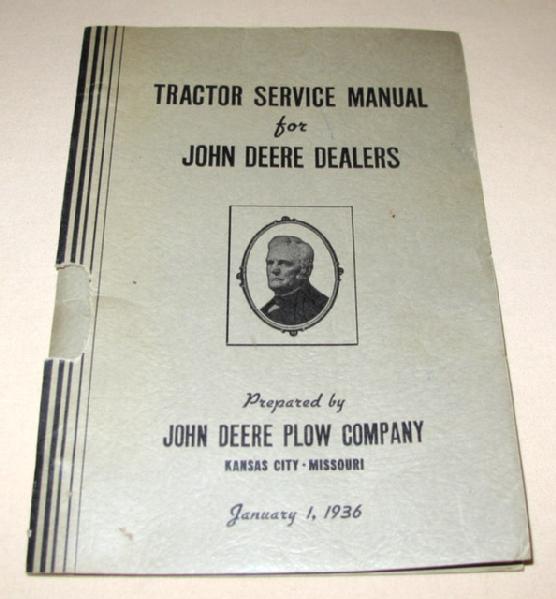 TRACTOR SERVICE MANUAL
for
JOHN DEERE DEALERS
Prepared by
JOHN DEERE PLOW COMPANY
KANSAS CITY · MISSOURI
January 1, 1936